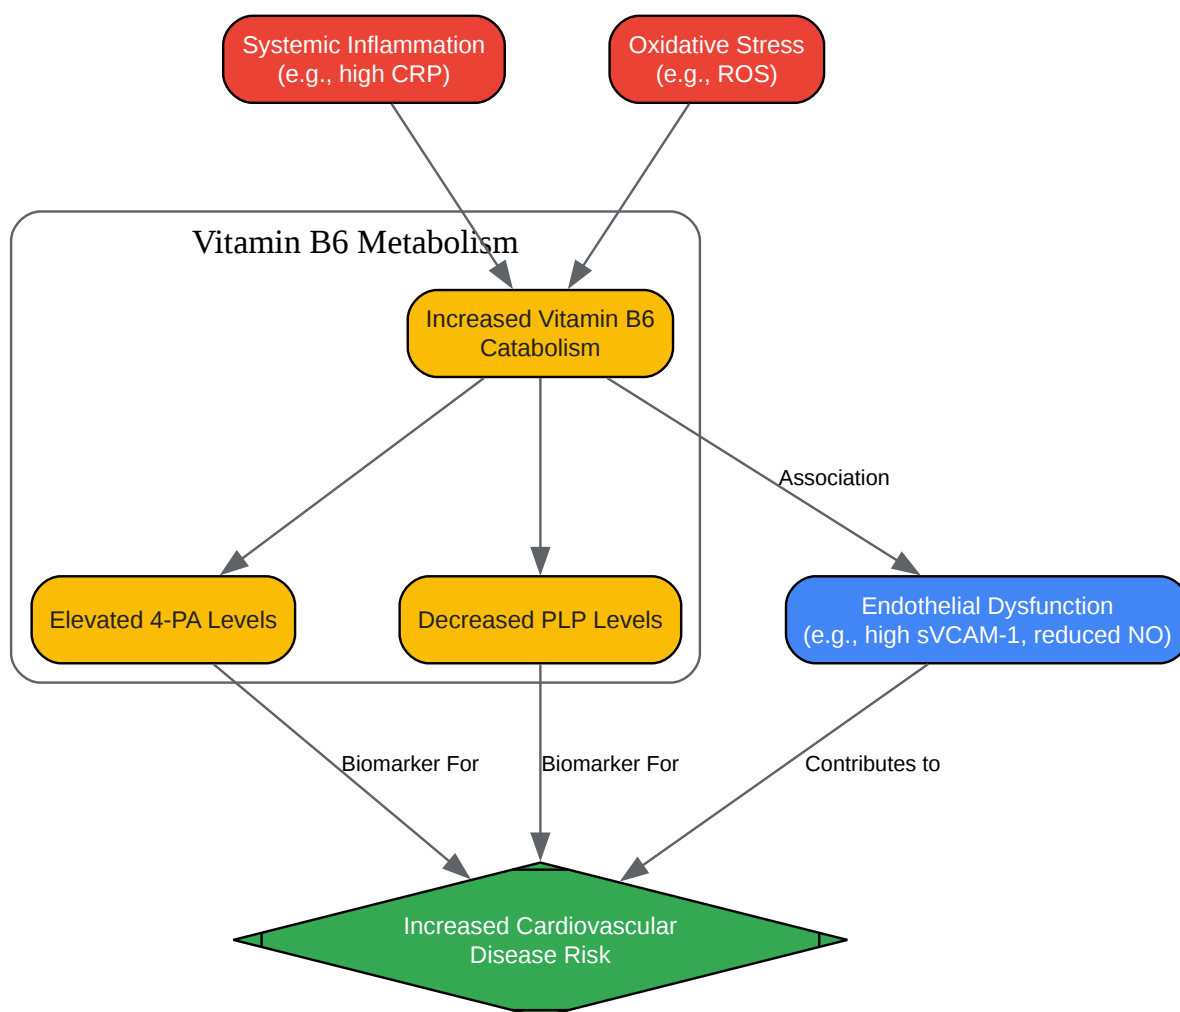 Systemic Inflammation
(e.g., high CRP)
Oxidative Stress
(e.g., ROS)
Vitamin B6 Metabolism
Increased Vitamin B6
Catabolism
Association
Elevated 4-PA Levels
Decreased PLP Levels
Endothelial Dysfunction
(e.g., high sVCAM-1, reduced NO)
Biomarker For
Biomarker For
Contributes to
Increased Cardiovascular
Disease Risk